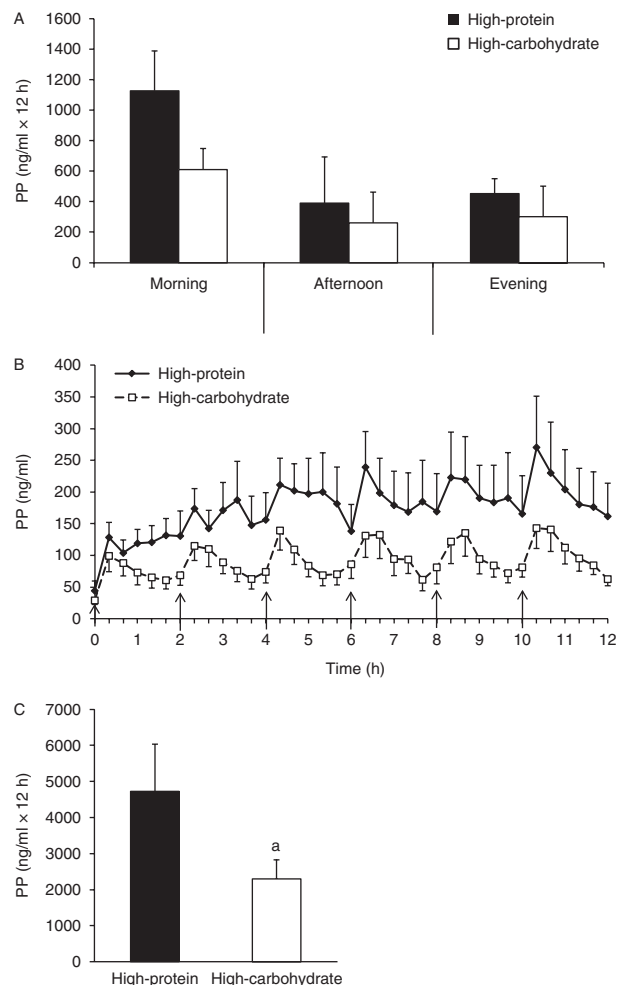 A
1600
1400
1200
1000
800
600
400
200
0
PP (ng/ml × 12 h)
High-protein
High-carbohydrate
Morning Afternoon Evening
B
400
350
300
250
200
150
100
50
0
PP (ng/ml)
High-protein
High-carbohydrate
0 1 2 3 4 5 6 7 8 9 10 11 12
Time (h)
C
7000
6000
5000
4000
3000
2000
1000
0
PP (ng/ml × 12 h)
a
High-protein High-carbohydrate